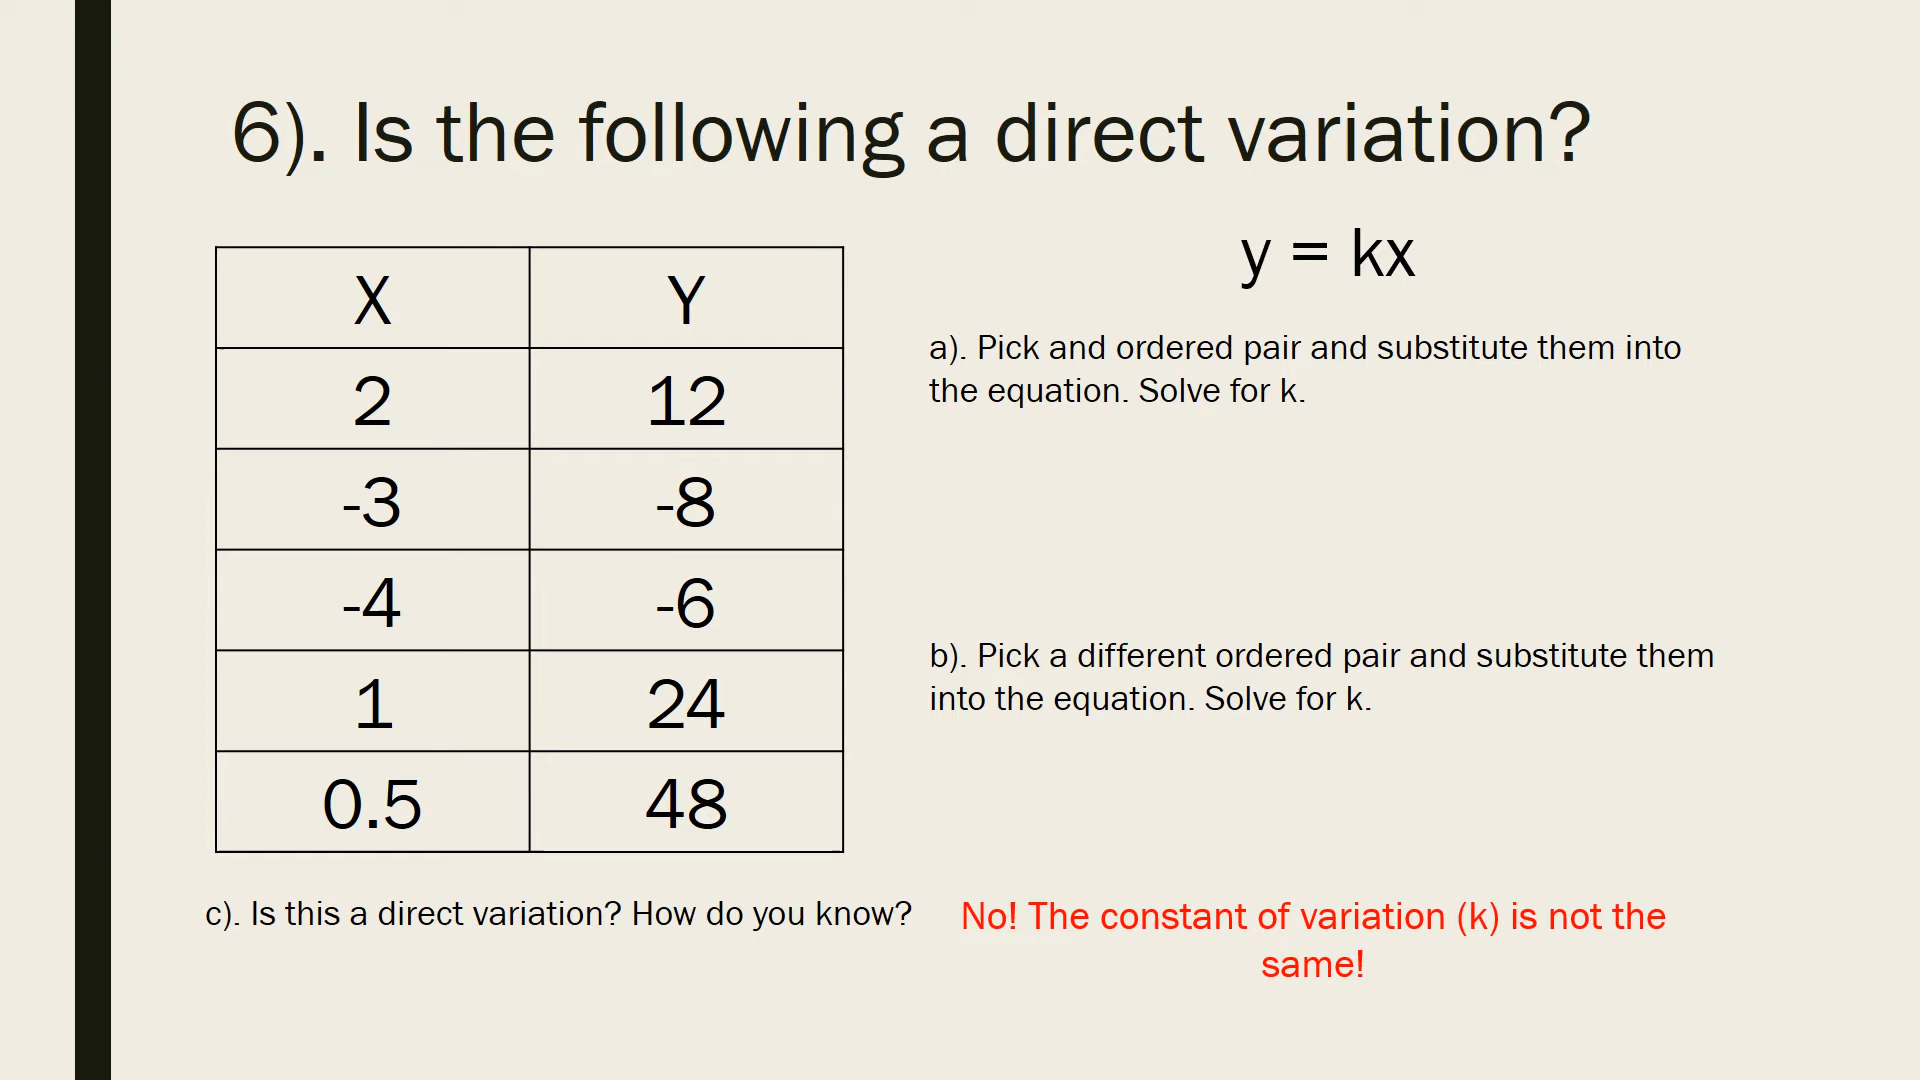 6). Is the following a direct variation?
y = kx
X Y
2 12
-3 -8
-4 -6
1 24
0.5 48
a). Pick and ordered pair and substitute them into
the equation. Solve for k.
b). Pick a different ordered pair and substitute them
into the equation. Solve for k.
c). Is this a direct variation? How do you know?
No! The constant of variation (k) is not the
same!